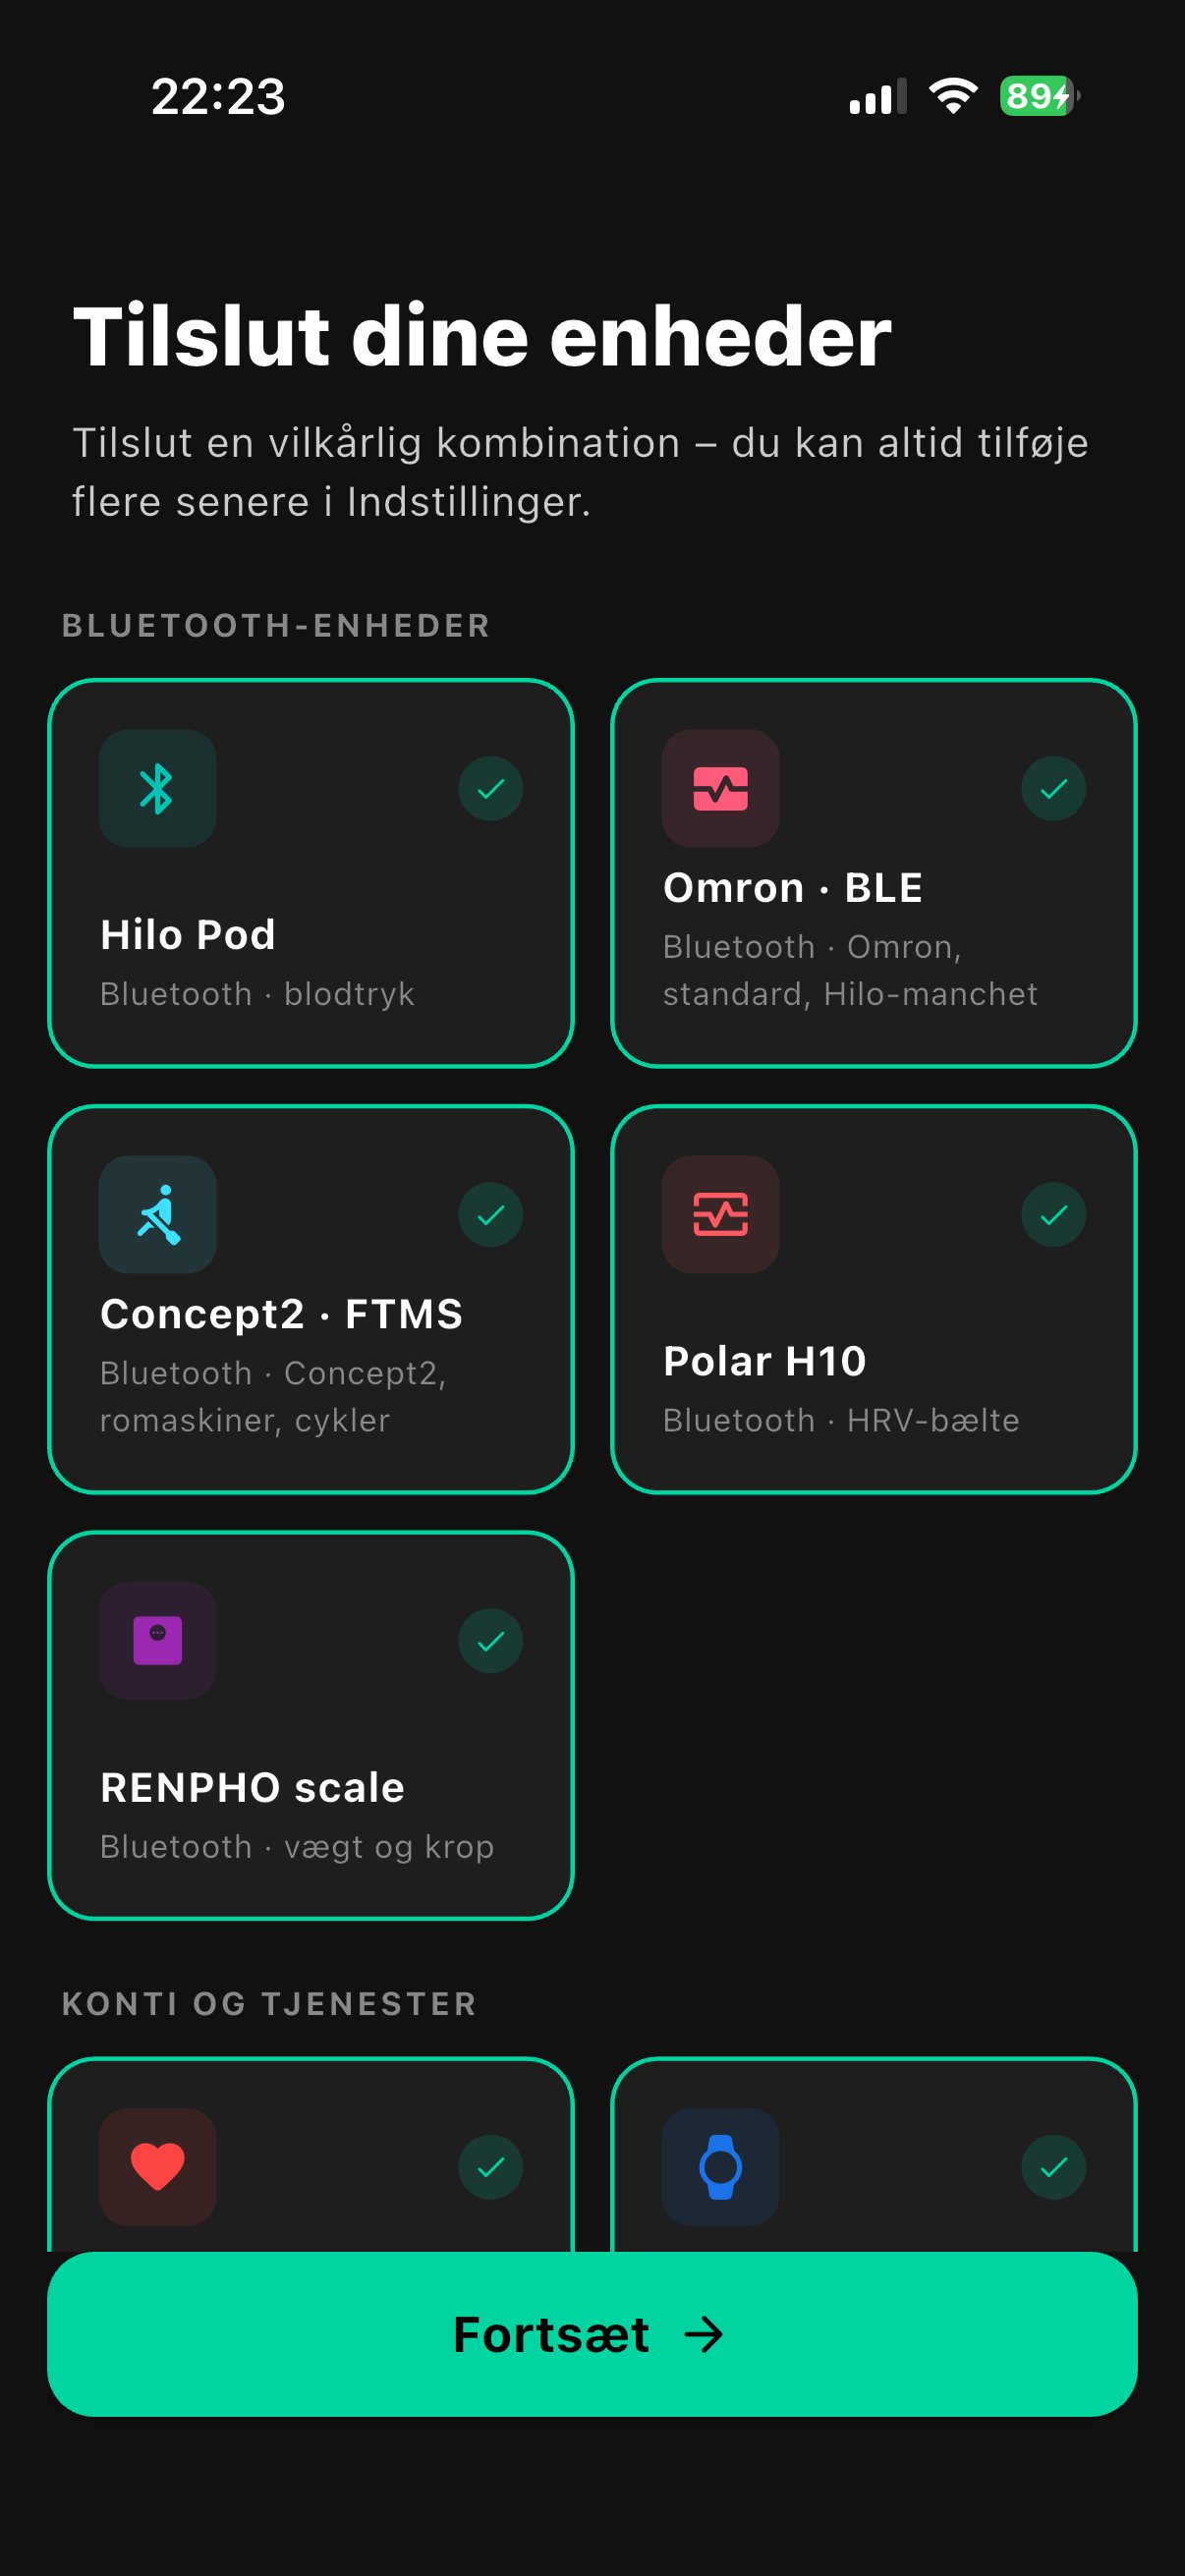 22:23
89
Tilslut dine enheder
Tilslut en vilkårlig kombination – du kan altid tilføje
flere senere i Indstillinger.
BLUETOOTH-ENHEDER
Hilo Pod
Bluetooth · blodtryk
Omron · BLE
Bluetooth · Omron,
standard, Hilo-manchet
Concept2 · FTMS
Bluetooth · Concept2,
romaskiner, cykler
Polar H10
Bluetooth · HRV-bælte
RENPHO scale
Bluetooth · vægt og krop
KONTI OG TJENESTER
Fortsæt →